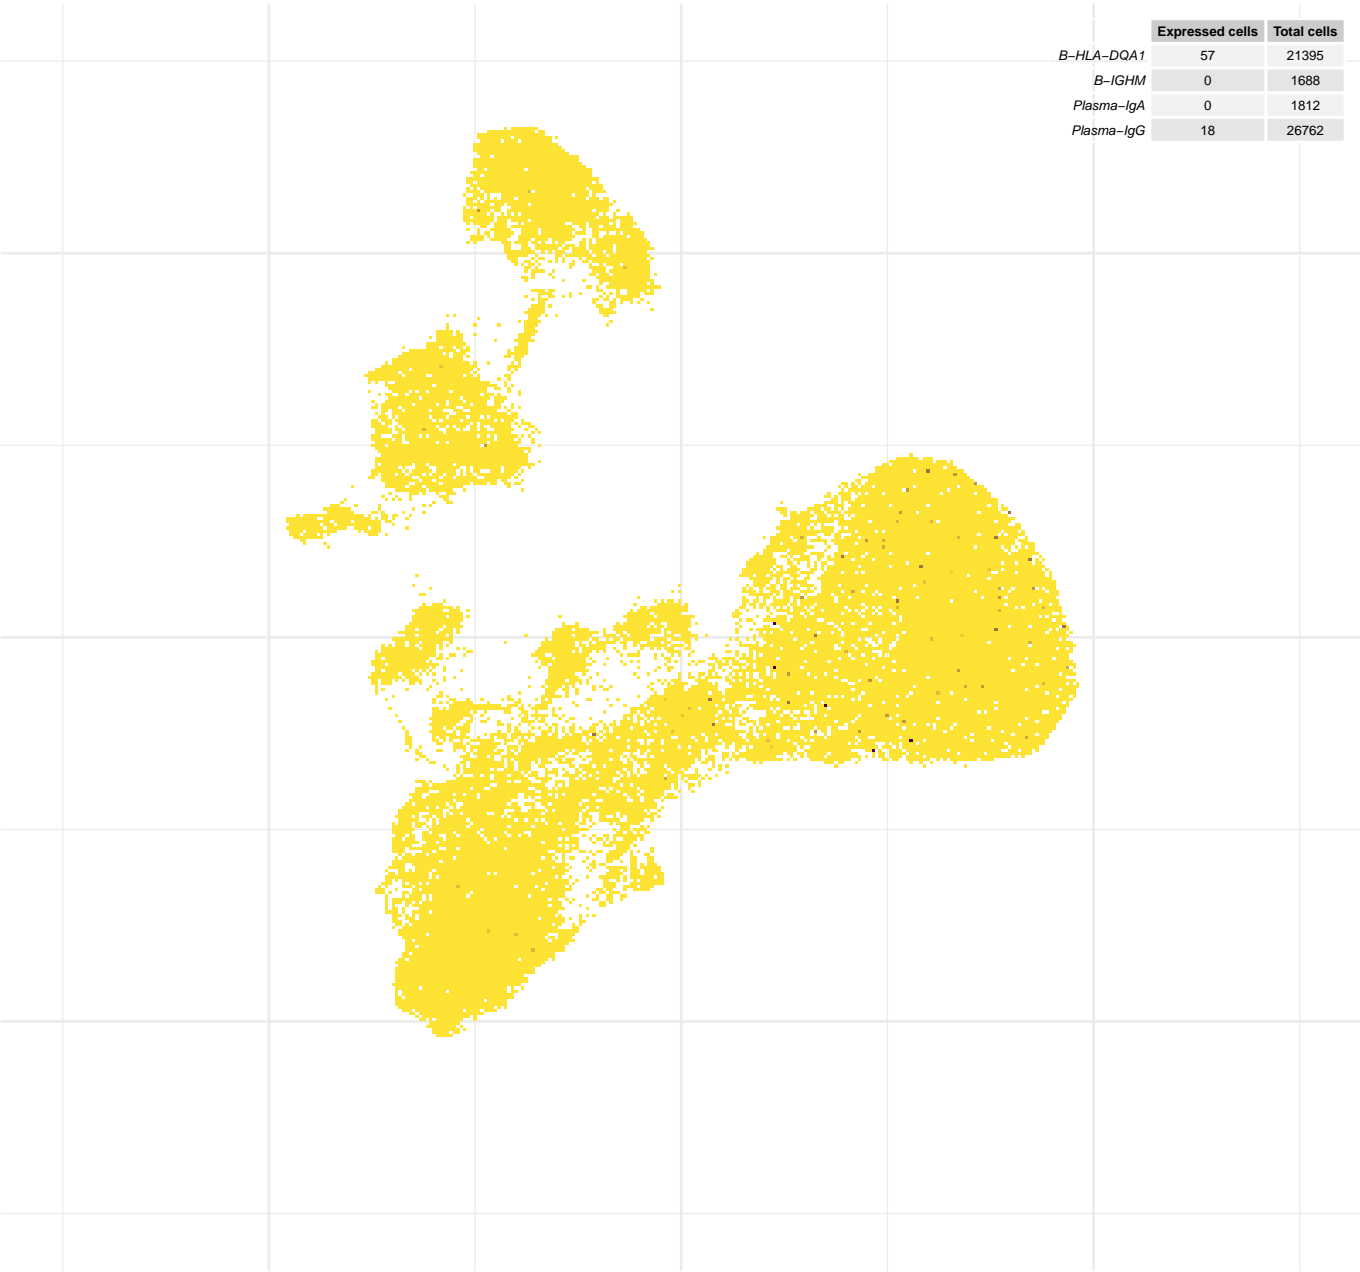 Expressed cells Total cells
B−HLA−DQA1 57 21395
B−IGHM 0 1688
Plasma−IgA 0 1812
Plasma−IgG 18 26762